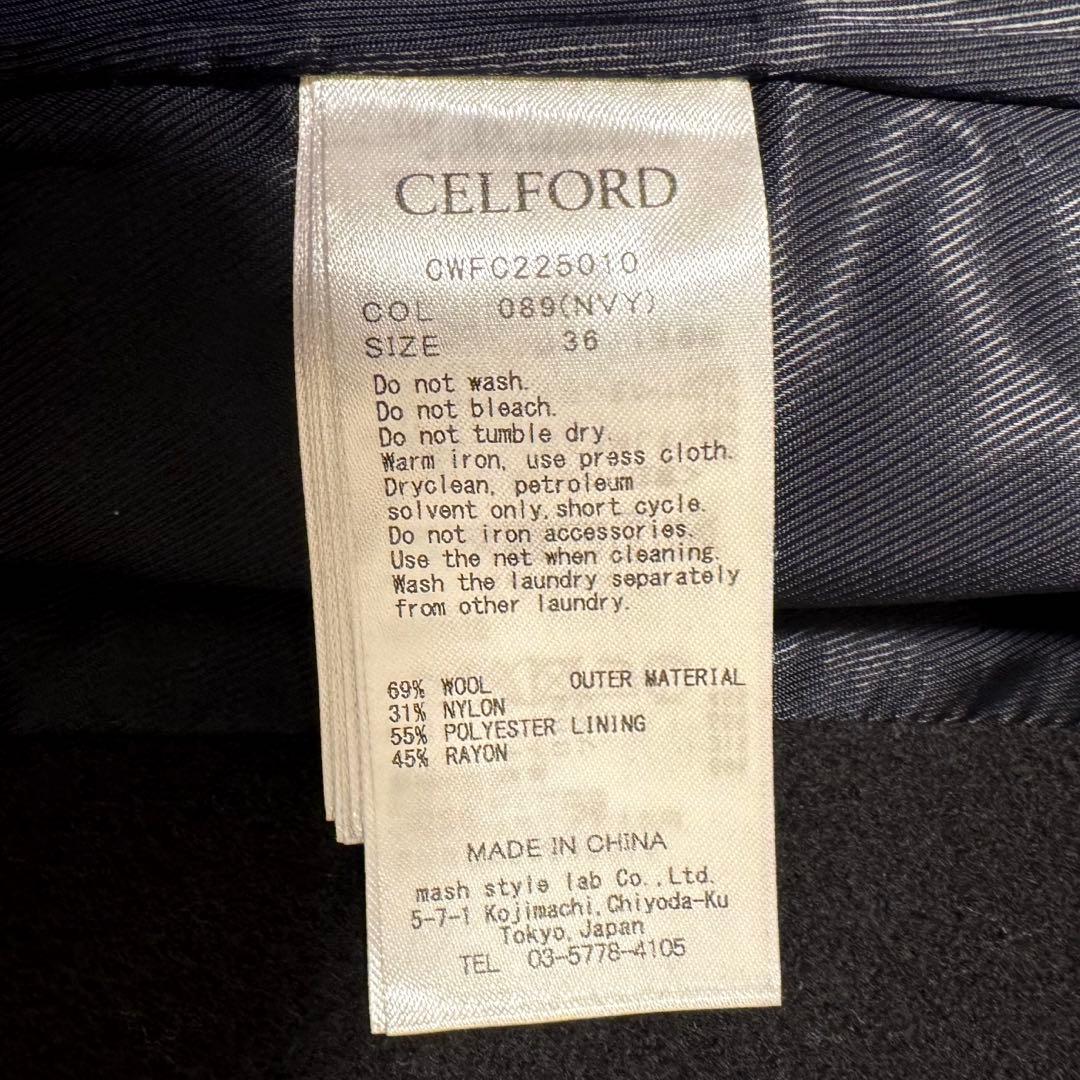 CELFORD
CWFC225010
COL 089(NVY)
SIZE 36
Do not wash.
Do not bleach.
Do not tumble dry.
Warm iron, use press cloth.
Dryclean, petroleum
solvent only, short cycle.
Do not iron accessories.
Use the net when cleaning.
Wash the laundry separately
from other laundry.
69% WOOL OUTER MATERIAL
31% NYLON
55% POLYESTER LINING
45% RAYON
MADE IN CHINA
mash style lab Co.,Ltd.
5-7-1 Kojimachi,Chiyoda-Ku
Tokyo,Japan
TEL 03-5778-4105